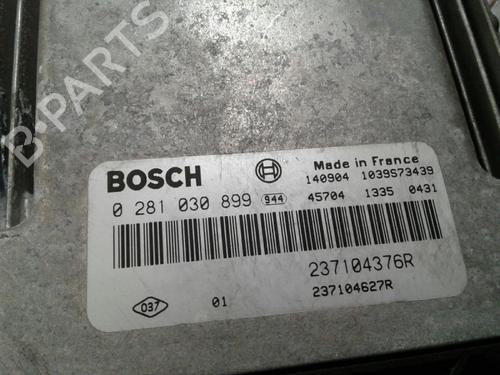 B-PARTS
BOSCH
Made in France
140904 1039S73439
0 281 030 899 944 45704 1335 0431
237104376R
037 01 237104627R